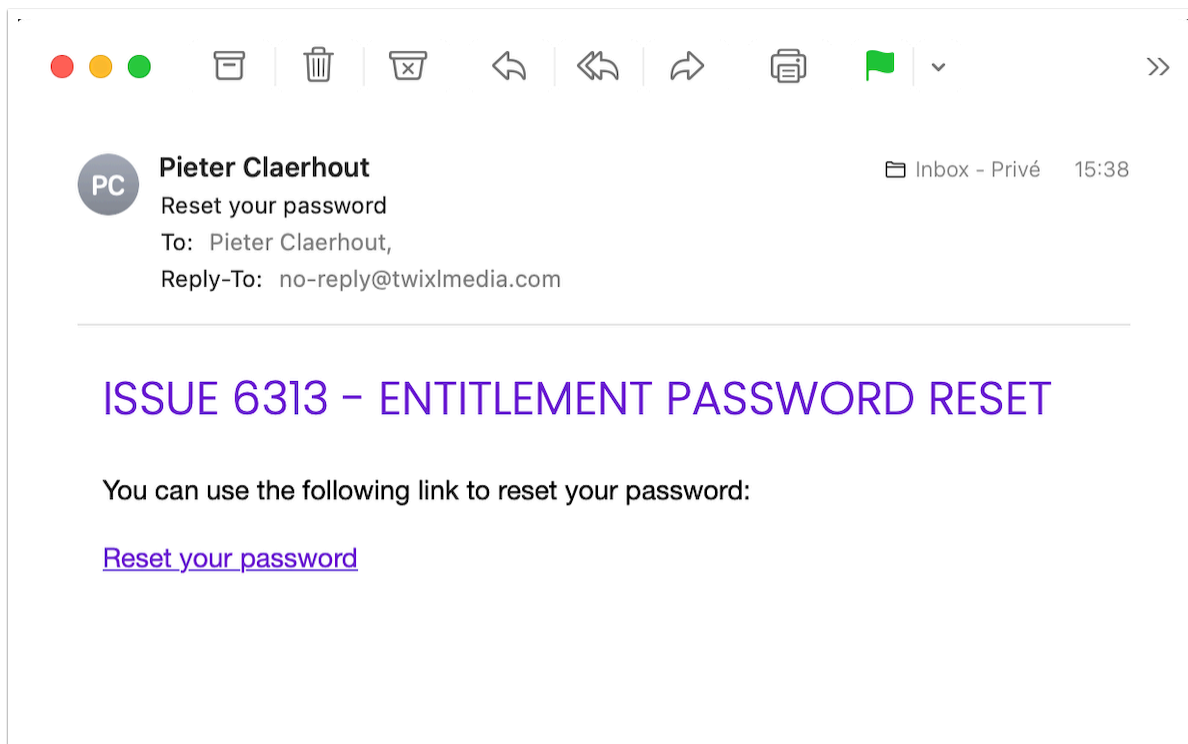 PC
Pieter Claerhout
Inbox - Privé 15:38
Reset your password
To: Pieter Claerhout,
Reply-To: no-reply@twixlmedia.com
ISSUE 6313 - ENTITLEMENT PASSWORD RESET
You can use the following link to reset your password:
Reset your password